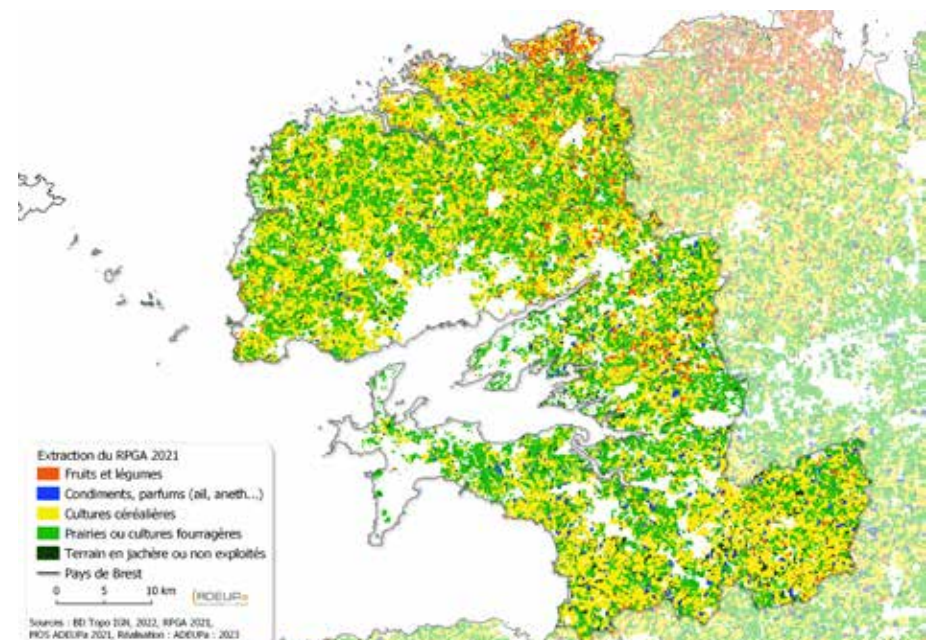 Extraction du RPGA 2021
Fruits et légumes
Condiments, parfums (ail, aneth...)
Cultures céréalières
Prairies ou cultures fourragères
Terrain en jachère ou non exploités
Pays de Brest
0 5 10 km
ADEUPa
Sources : BD Topo IGN, 2022, RPGA 2021,
MOS ADEUPa 2021, Réalisation : ADEUPa : 2023